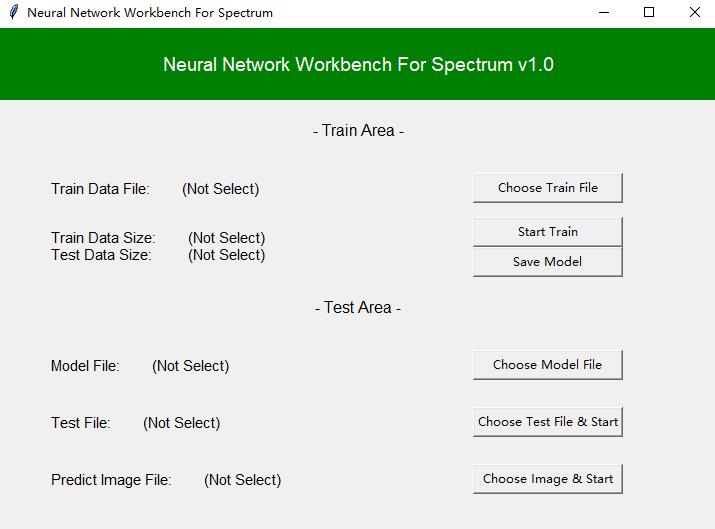 Neural Network Workbench For Spectrum
Neural Network Workbench For Spectrum v1.0
- Train Area -
Train Data File: (Not Select) Choose Train File
Start Train
Train Data Size: (Not Select)
Test Data Size: (Not Select)
Save Model
- Test Area -
Model File: (Not Select) Choose Model File
Test File: (Not Select) Choose Test File & Start
Predict Image File: (Not Select) Choose Image & Start